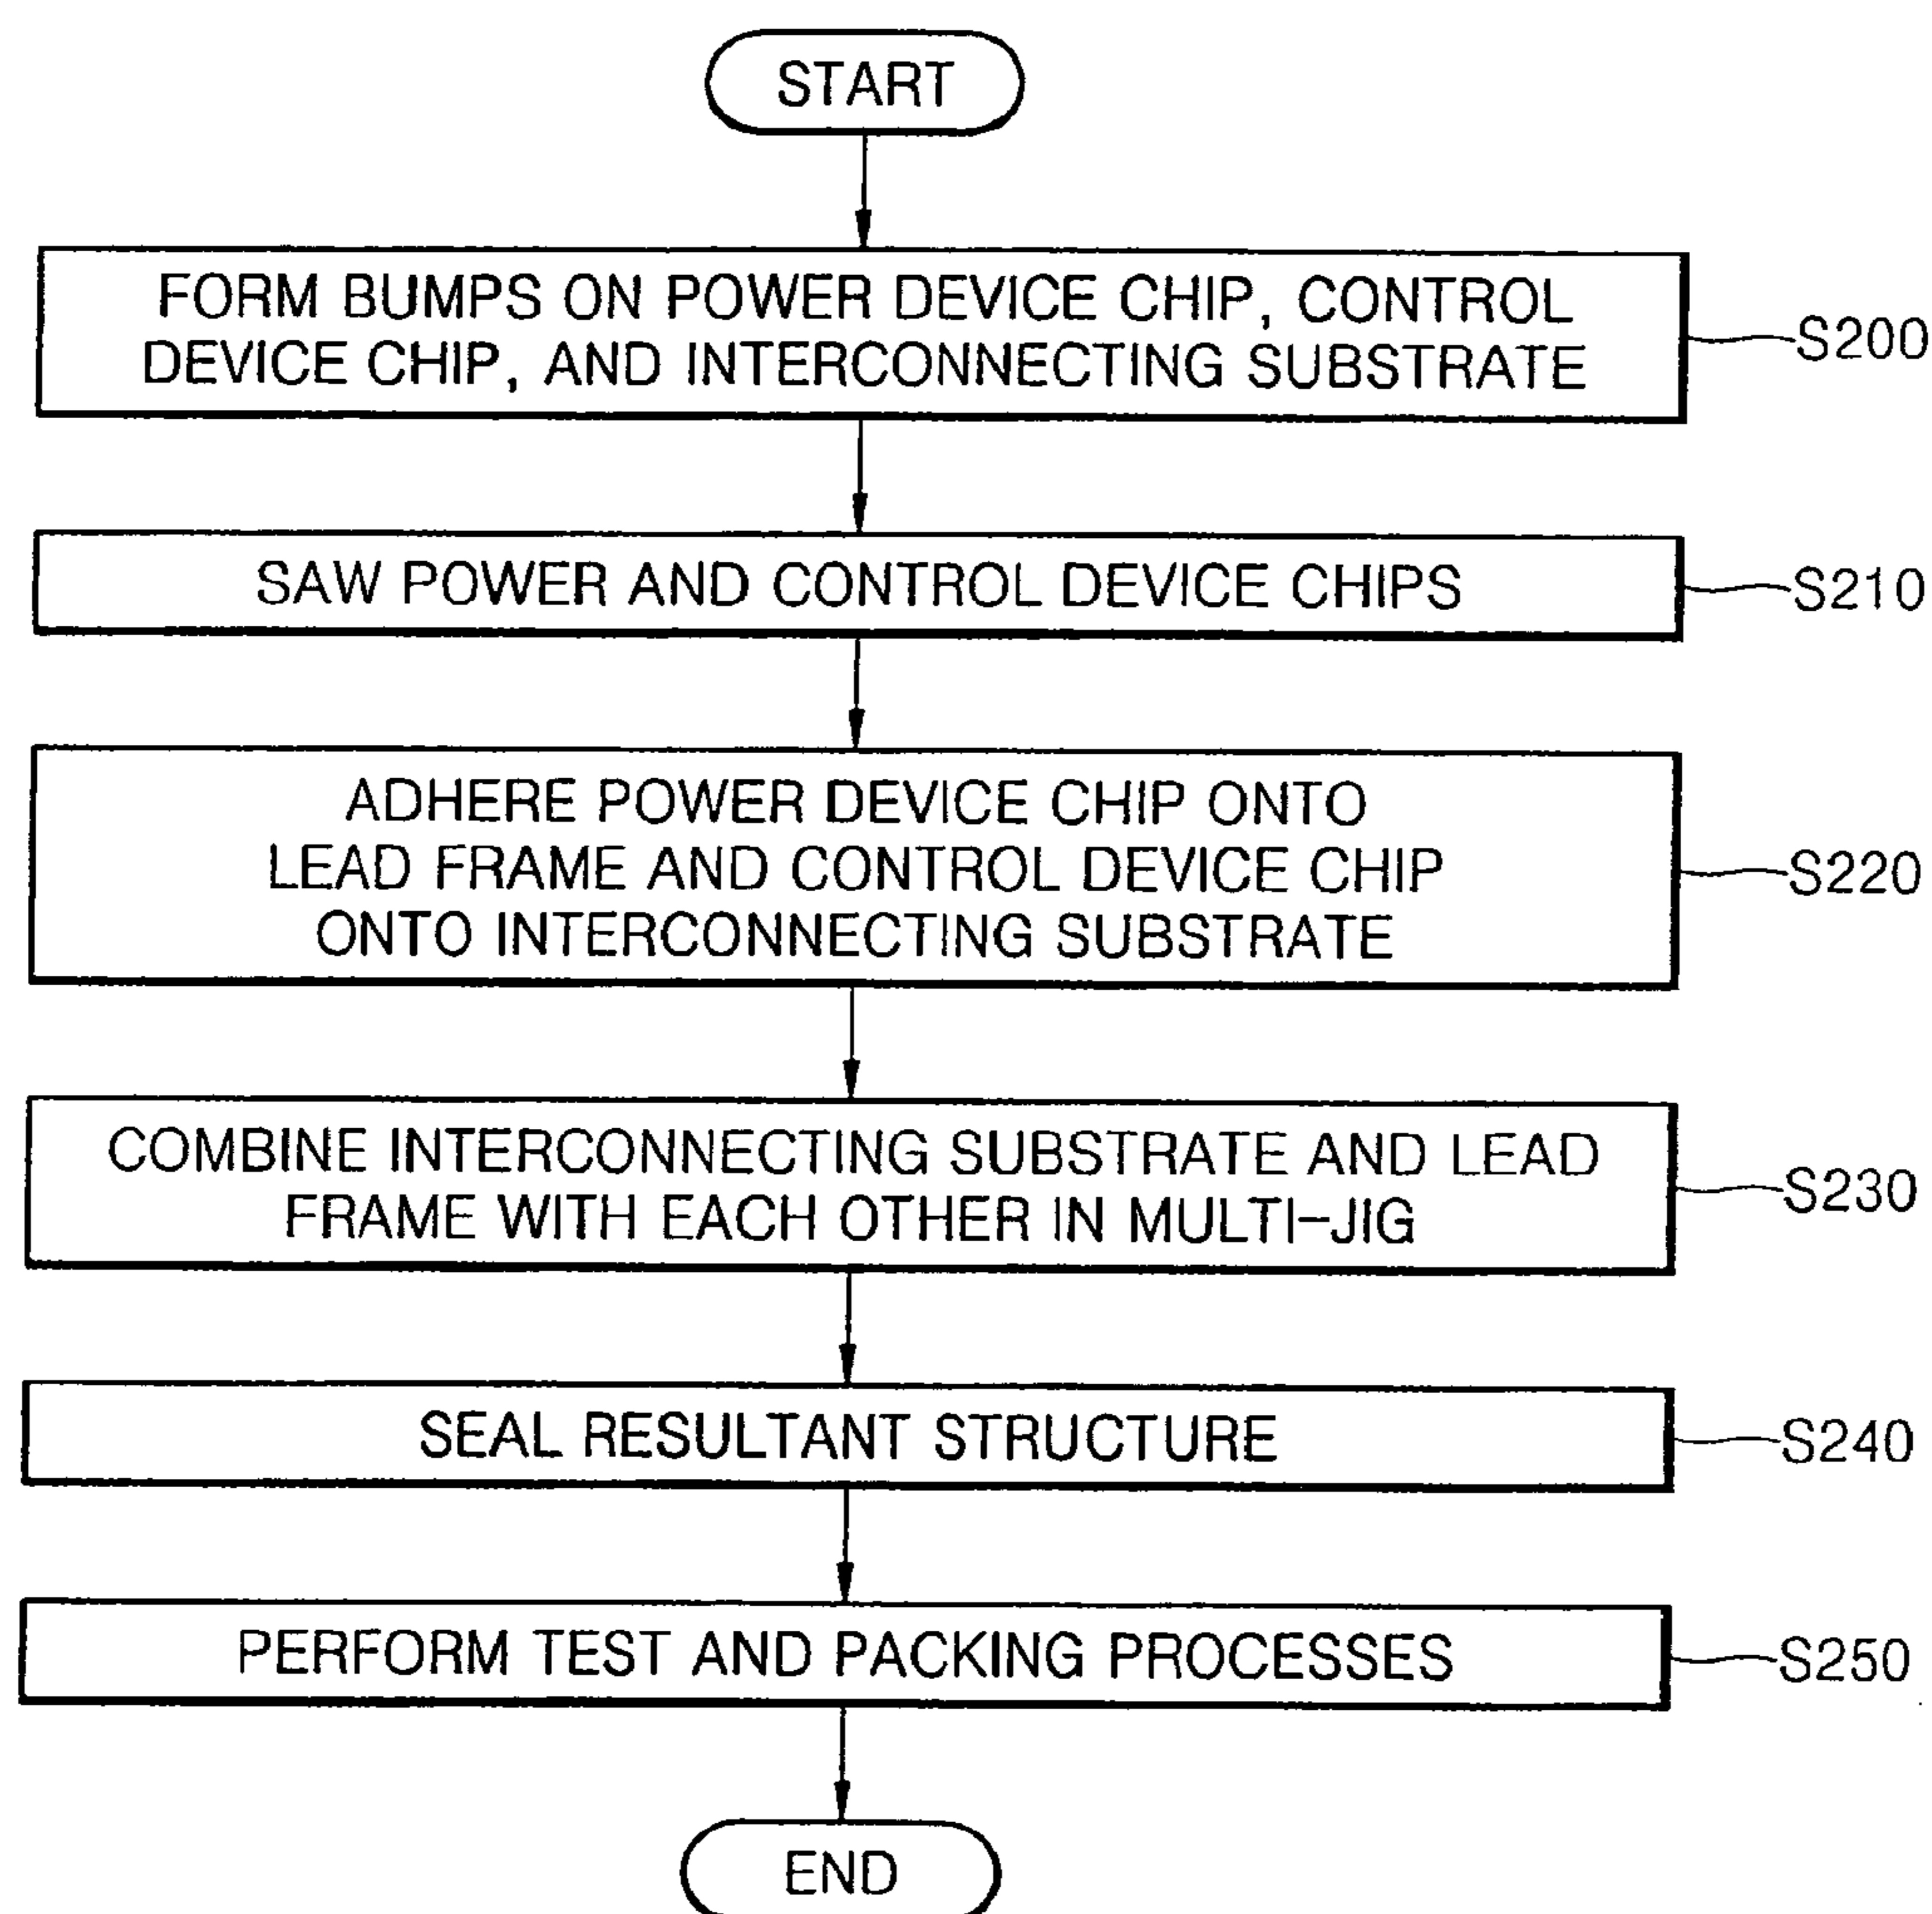 START
FORM BUMPS ON POWER DEVICE CHIP, CONTROL
DEVICE CHIP, AND INTERCONNECTING SUBSTRATE
S200
SAW POWER AND CONTROL DEVICE CHIPS
S210
ADHERE POWER DEVICE CHIP ONTO
LEAD FRAME AND CONTROL DEVICE CHIP
ONTO INTERCONNECTING SUBSTRATE
S220
COMBINE INTERCONNECTING SUBSTRATE AND LEAD
FRAME WITH EACH OTHER IN MULTI-JIG
S230
SEAL RESULTANT STRUCTURE
S240
PERFORM TEST AND PACKING PROCESSES
S250
END